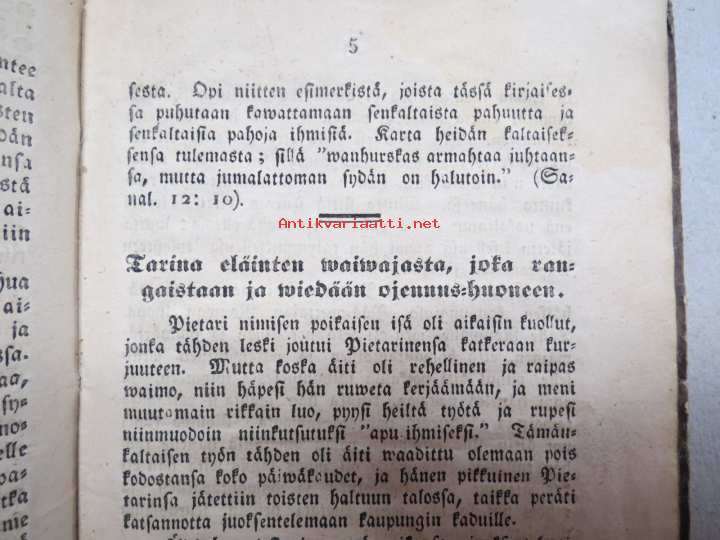 5
sesta. Opi niitten esimerkistä, joista tässä kirjases-
sa puhutaan kawattamaan senkaltaista pahuutta ja
senkaltaisia pahoja ihmisiä. Karta heidän kaltaisek-
sensa tulemasta; sillä "wanhurskas armahtaa juhtaan-
sa, mutta jumalattoman sydän on halutoin." (Sa-
nal. 12: 10).
Antikvariaatti.net
Tarina eläinten waiwajasta, joka ran-
gaistaan ja wiedään ojennus-huoneen.
Pietari nimisen poikaisen isä oli aikaisin kuollut,
jonka tähden leski joutui Pietarinensa katkeraan kur-
juuteen. Mutta koska äiti oli rehellinen ja raipas
waimo, niin häpesi hän ruweta kerjäämään, ja meni
muutamain rikkain luo, pyysi heiltä työtä ja rupesi
niinmuodoin niinkutsutuksi "apu ihmiseksi." Tämän-
kaltaisen työn tähden oli äiti waadittu olemaan pois
kodostansa koko päiwäkaudet, ja hänen pikkuinen Pie-
tarinsa jätettiin toisten haltuun talossa, taikka peräti
katsannotta juoksentelemaan kaupungin kaduille.